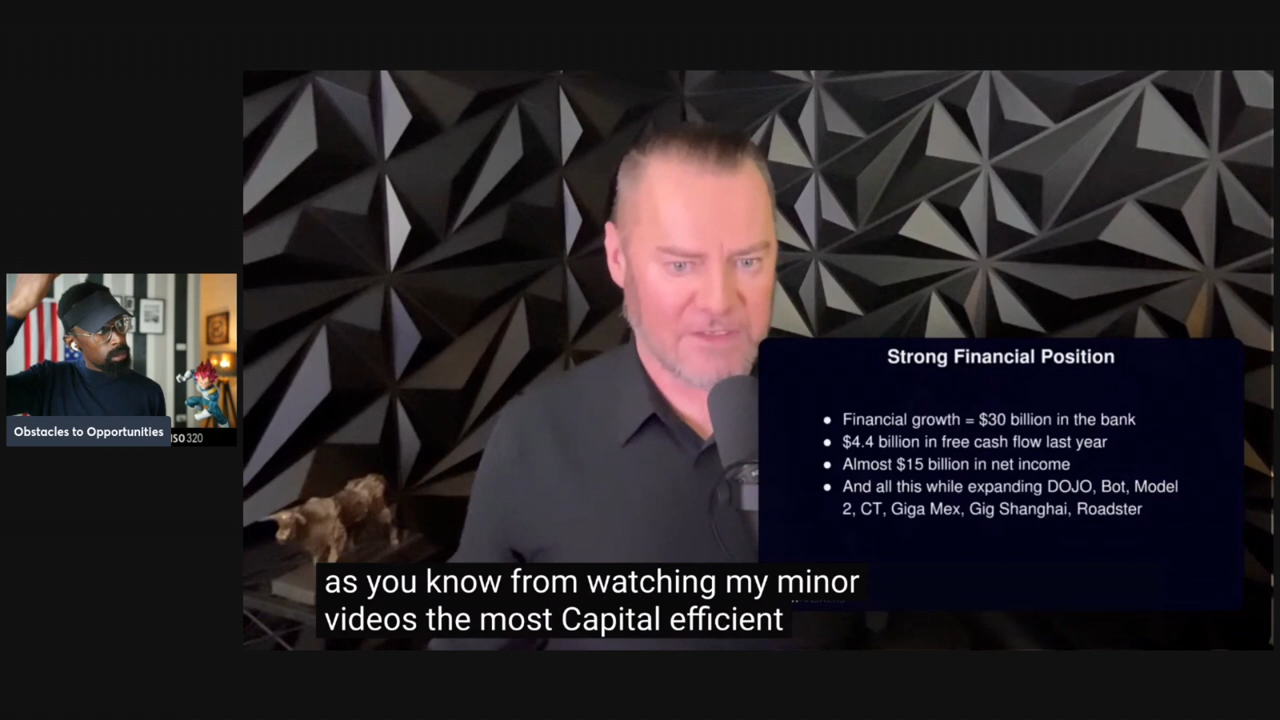 Strong Financial Position
Financial growth = $30 billion in the bank
$4.4 billion in free cash flow last year
Almost $15 billion in net income
And all this while expanding DOJO, Bot, Model
2, CT, Giga Mex, Gig Shanghai, Roadster
Obstacles to Opportunities
ISO 320
as you know from watching my minor
videos the most Capital efficient